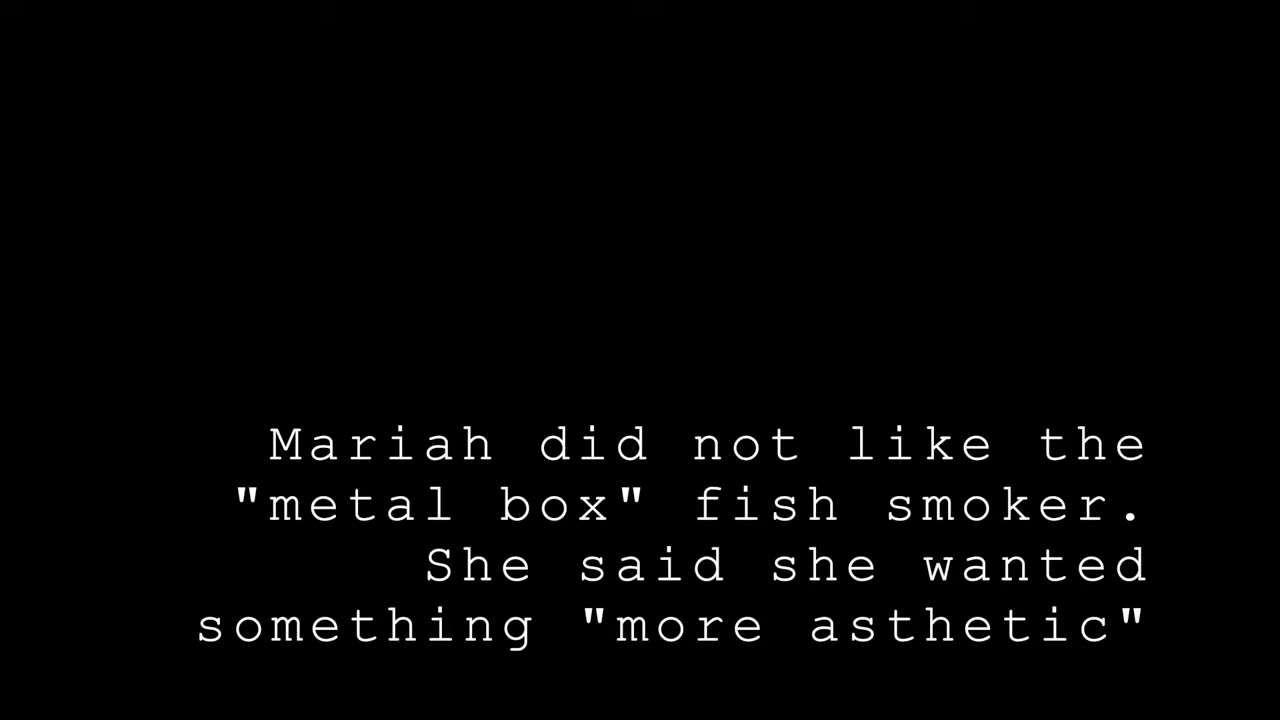 Mariah did not like the
"metal box" fish smoker.
She said she wanted
something "more asthetic"